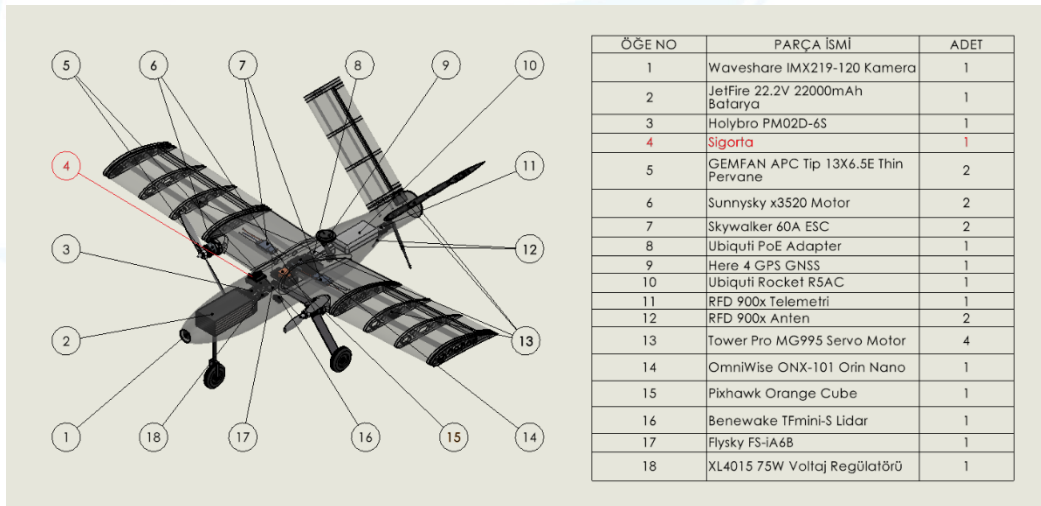 5
6
7
8
9
10
4
11
3
12
2
13
1
18
17
16
15
14
ÖĞE NO PARÇA İSMİ ADET
1 Waveshare IMX219-120 Kamera 1
2 JetFire 22.2V 22000mAh Batarya 1
3 Holybro PM02D-6S 1
4 Sigorta 1
5 GEMFAN APC Tip 13X6.5E Thin Pervane 2
6 Sunnysky x3520 Motor 2
7 Skywalker 60A ESC 2
8 Ubiquti PoE Adapter 1
9 Here 4 GPS GNSS 1
10 Ubiquti Rocket R5AC 1
11 RFD 900x Telemetri 1
12 RFD 900x Anten 2
13 Tower Pro MG995 Servo Motor 4
14 OmniWise ONX-101 Orin Nano 1
15 Pixhawk Orange Cube 1
16 Benewake TFmini-S Lidar 1
17 Flysky FS-iA6B 1
18 XL4015 75W Voltaj Regülatörü 1